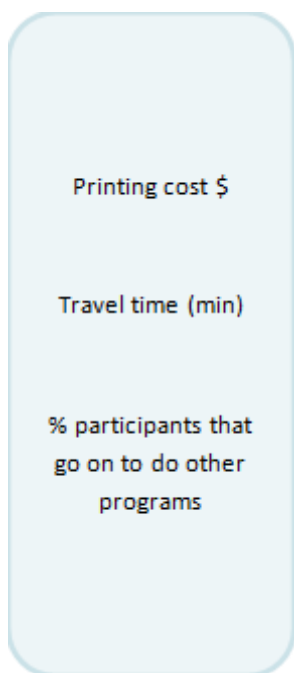 Printing cost $
Travel time (min)
% participants that
go on to do other
programs